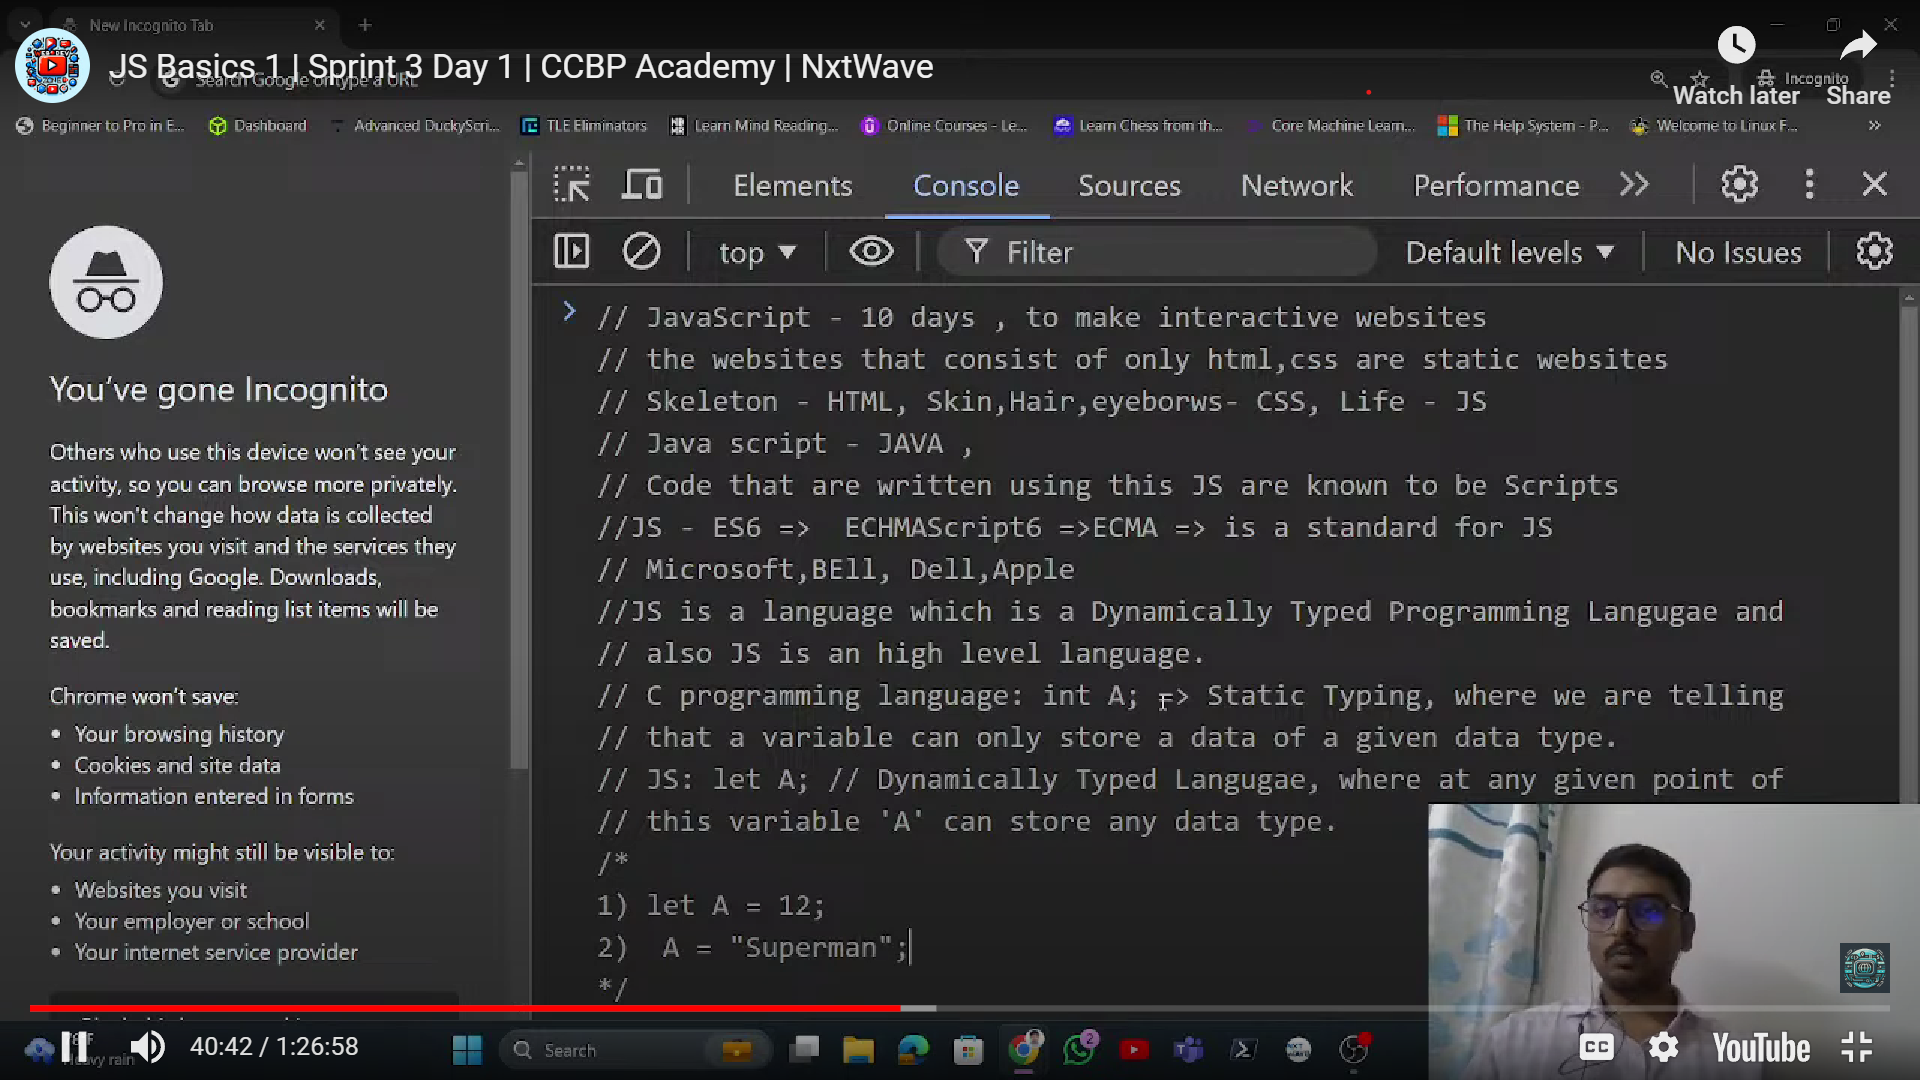 New Incognito Tab
JS Basics 1 | Sprint 3 Day 1 | CCBP Academy | NxtWave
Search Google or type a URL
Incognito
Watch later
Share
Beginner to Pro in E...
Dashboard
Advanced DuckyScri...
TLE Eliminators
Learn Mind Reading...
Online Courses - Le...
Learn Chess from th...
Core Machine Learn...
The Help System - P...
Welcome to Linux F...
Elements
Console
Sources
Network
Performance
top
Filter
Default levels
No Issues
You've gone Incognito
Others who use this device won't see your
activity, so you can browse more privately.
This won't change how data is collected
by websites you visit and the services they
use, including Google. Downloads,
bookmarks and reading list items will be
saved.
Chrome won't save:
• Your browsing history
• Cookies and site data
• Information entered in forms
Your activity might still be visible to:
• Websites you visit
• Your employer or school
• Your internet service provider
// JavaScript - 10 days , to make interactive websites
// the websites that consist of only html,css are static websites
// Skeleton - HTML, Skin,Hair,eyeborws- CSS, Life - JS
// Java script - JAVA ,
// Code that are written using this JS are known to be Scripts
//JS - ES6 => ECHMAScript6 =>ECMA => is a standard for JS
// Microsoft,BEll, Dell,Apple
//JS is a language which is a Dynamically Typed Programming Langugae and
// also JS is an high level language.
// C programming language: int A; => Static Typing, where we are telling
// that a variable can only store a data of a given data type.
// JS: let A; // Dynamically Typed Langugae, where at any given point of
// this variable 'A' can store any data type.
/*
1) let A = 12;
2) A = "Superman";
*/
Heavy rain
40:42 / 1:26:58
Search
2
CC
YouTube